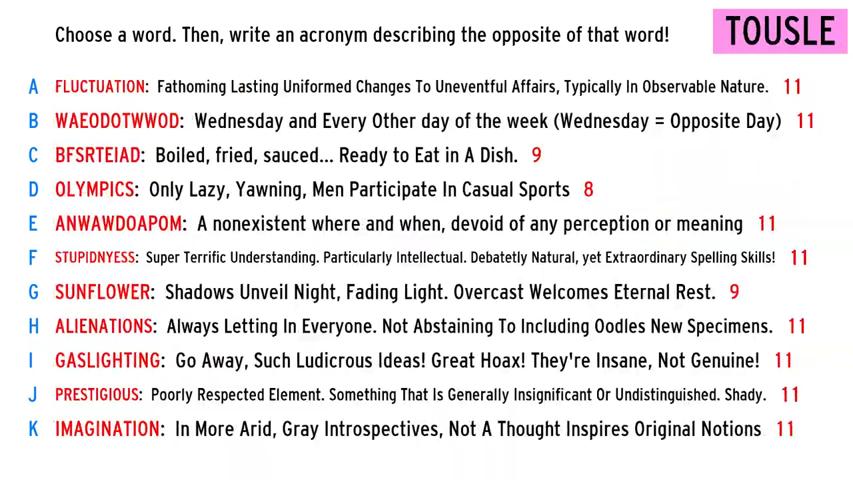 Choose a word. Then, write an acronym describing the opposite of that word!
TOUSLE
A FLUCTUATION: Fathoming Lasting Uniformed Changes To Uneventful Affairs, Typically In Observable Nature. 11
B WAEODOTWWOD: Wednesday and Every Other day of the week (Wednesday = Opposite Day) 11
C BFSRTEIAD: Boiled, fried, sauced... Ready to Eat in A Dish. 9
D OLYMPICS: Only Lazy, Yawning, Men Participate In Casual Sports 8
E ANWAWDOAPOM: A nonexistent where and when, devoid of any perception or meaning 11
F STUPIDNYESS: Super Terrific Understanding. Particularly Intellectual. Debatetly Natural, yet Extraordinary Spelling Skills! 11
G SUNFLOWER: Shadows Unveil Night, Fading Light. Overcast Welcomes Eternal Rest. 9
H ALIENATIONS: Always Letting In Everyone. Not Abstaining To Including Oodles New Specimens. 11
I GASLIGHTING: Go Away, Such Ludicrous Ideas! Great Hoax! They're Insane, Not Genuine! 11
J PRESTIGIOUS: Poorly Respected Element. Something That Is Generally Insignificant Or Undistinguished. Shady. 11
K IMAGINATION: In More Arid, Gray Introspectives, Not A Thought Inspires Original Notions 11